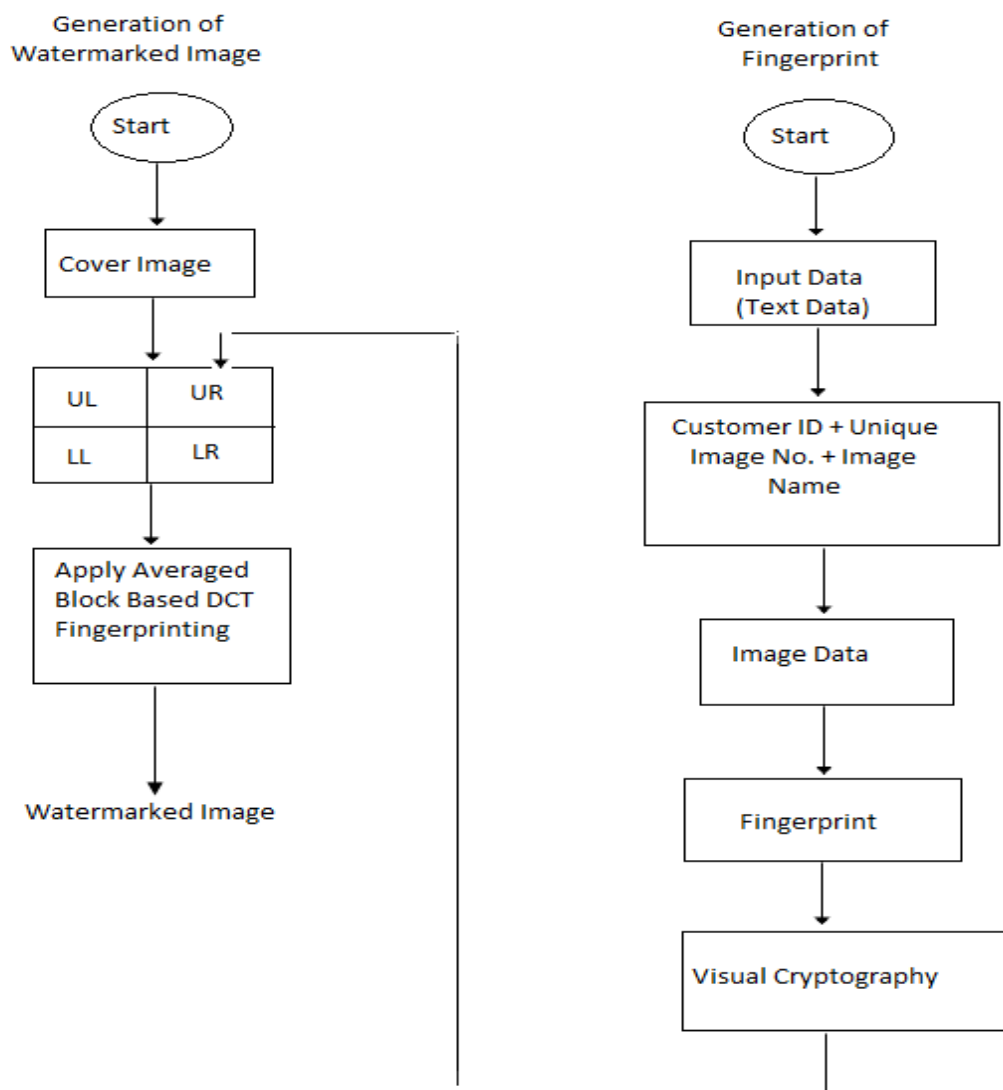 Generation of
Watermarked Image
Start
Cover Image
UL
UR
LL
LR
Apply Averaged
Block Based DCT
Fingerprinting
Watermarked Image
Generation of
Fingerprint
Start
Input Data
(Text Data)
Customer ID + Unique
Image No. + Image
Name
Image Data
Fingerprint
Visual Cryptography